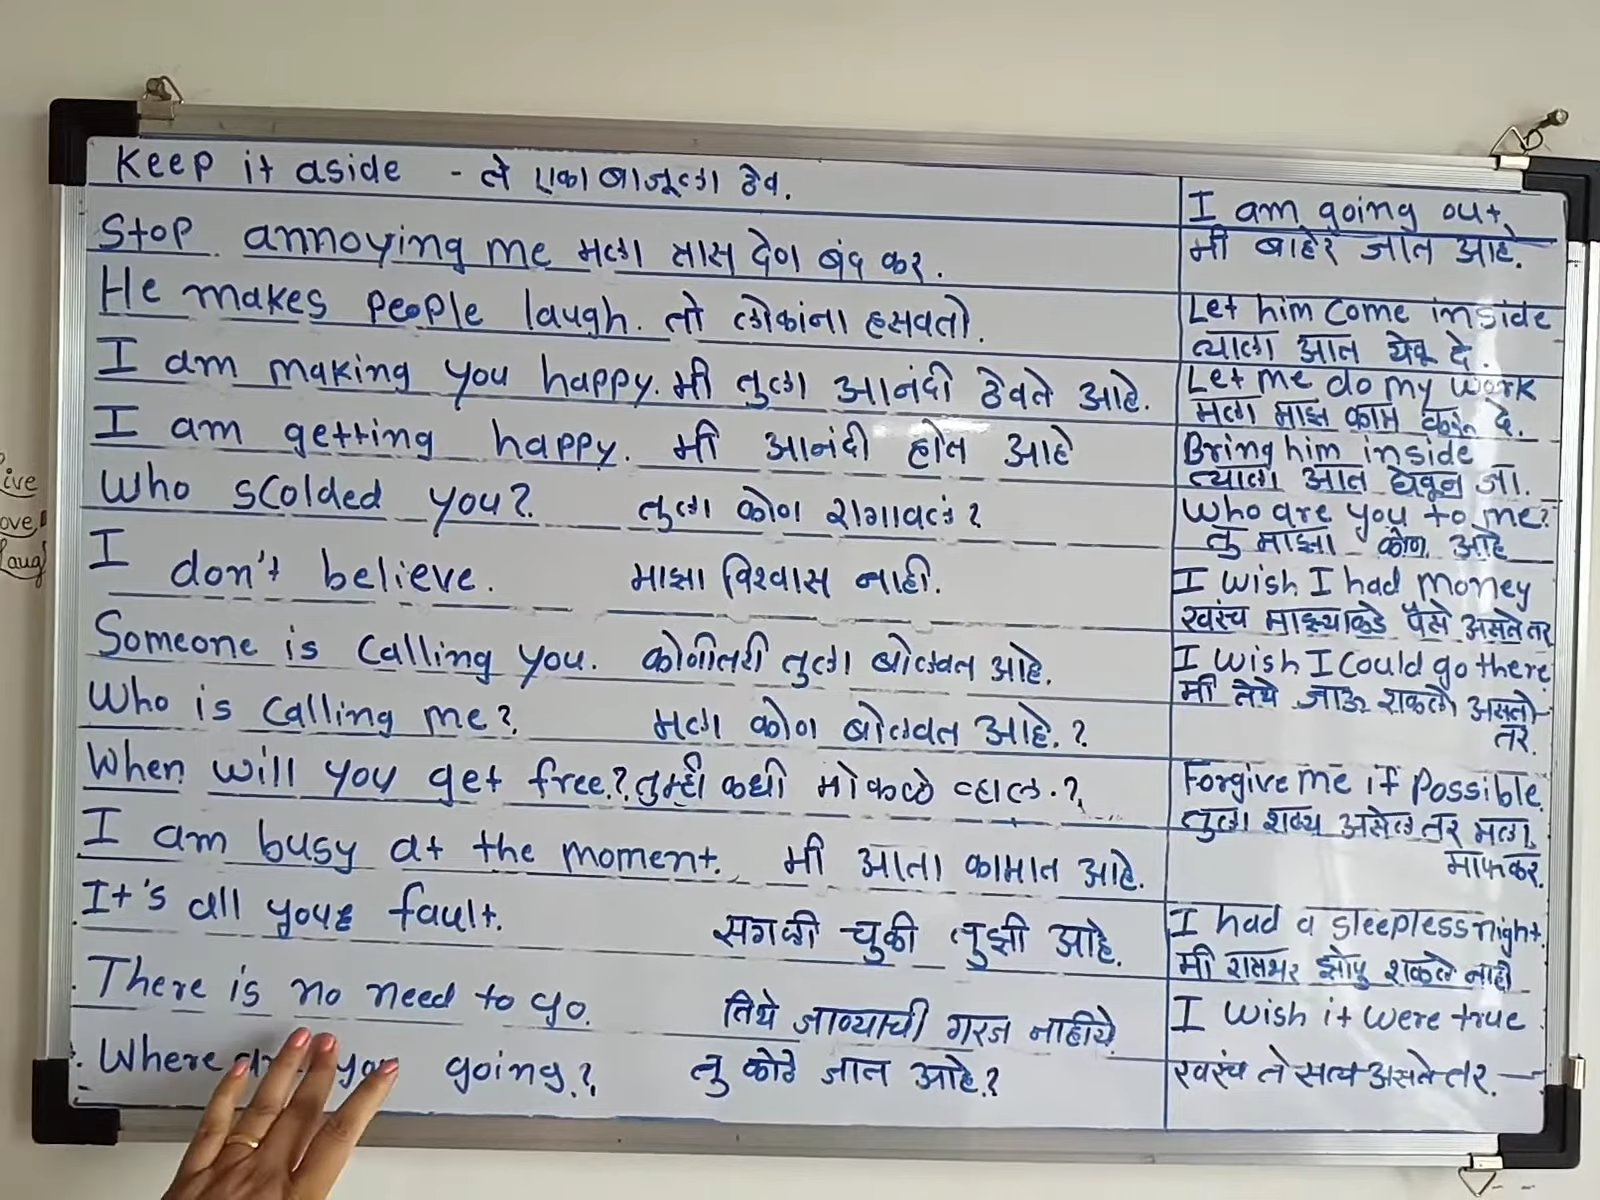 Keep it aside - ते एका बाजूला ठेव.
Stop annoying me मला त्रास देण बंद कर.
He makes people laugh. तो लोकांना हसवतो.
I am making you happy. मी तुला आनंदी ठेवते आहे.
I am getting happy. मी आनंदी होत आहे
Who scolded you? तुला कोण रागावलं?
I don't believe. माझा विश्वास नाही.
Someone is calling you. कोणीतरी तुला बोलवत आहे.
Who is calling me? मला कोण बोलवत आहे.?
When will you get free? तुम्ही कधी मोकळे व्हाल.?
I am busy at the moment. मी आता कामात आहे.
It's all your fault. सगळी चुकी तुझी आहे.
There is no need to go. तिथे जाण्याची गरज नाहीये.
Where are you going? तु कोठे जात आहे?
I am going out.
मी बाहेर जात आहे.
Let him come inside
त्याला आत येवू दे.
Let me do my work
मला माझ काम करू दे.
Bring him inside
त्याला आत घेवून जा.
Who are you to me?
तु माझा कोण आहे
I wish I had money
खरंच माझ्याकडे पैसे असते तर
I wish I could go there
मी तेथे जाऊ शकलो असतो
तर.
Forgive me if possible.
तुला शक्य असेल तर मला
माफ कर.
I had a sleepless night.
मी रात्रभर झोपु शकले नाही
I wish it were true
खरंच ते सत्य असते तर.
Live
Love,
Laugh